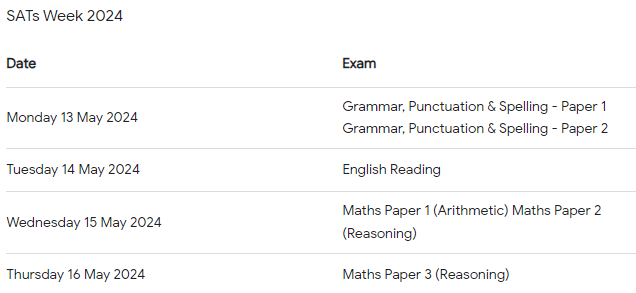 SATs Week 2024
Date Exam
Monday 13 May 2024
Grammar, Punctuation & Spelling - Paper 1
Grammar, Punctuation & Spelling - Paper 2
Tuesday 14 May 2024 English Reading
Wednesday 15 May 2024
Maths Paper 1 (Arithmetic) Maths Paper 2
(Reasoning)
Thursday 16 May 2024 Maths Paper 3 (Reasoning)